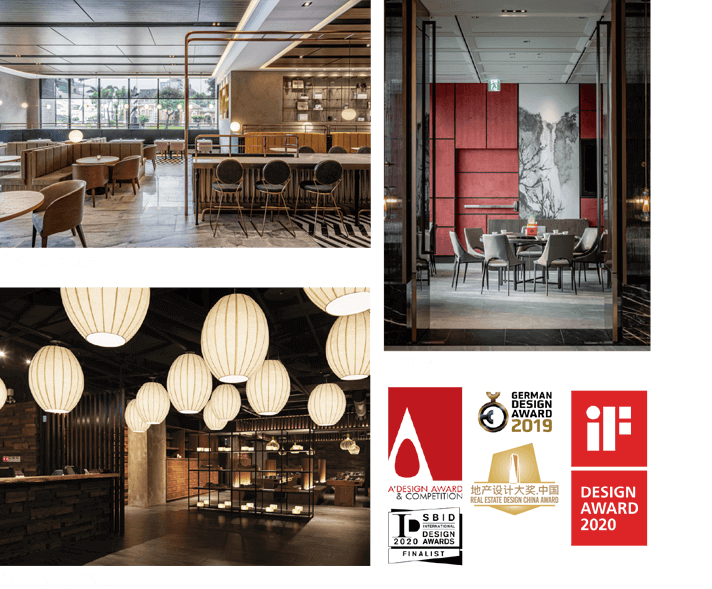 A'DESIGN AWARD
& COMPETITION
GERMAN
DESIGN
AWARD
2019
地产设计大奖.中国
REAL ESTATE DESIGN CHINA AWARD
SBID
INTERNATIONAL
2020 DESIGN
AWARDS
FINALIST
iF
DESIGN
AWARD
2020